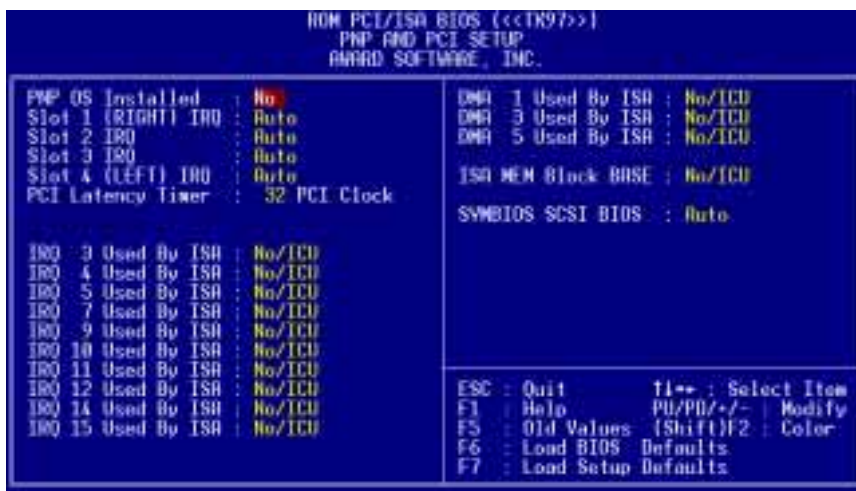 ROM PCI/ISA BIOS (<<TX97>>)
PNP AND PCI SETUP
AWARD SOFTWARE, INC.
PNP OS Installed : No
Slot 1 (RIGHT) IRQ : Auto
Slot 2 IRQ : Auto
Slot 3 IRQ : Auto
Slot 4 (LEFT) IRQ : Auto
PCI Latency Timer : 32 PCI Clock
IRQ 3 Used By ISA : No/ICU
IRQ 4 Used By ISA : No/ICU
IRQ 5 Used By ISA : No/ICU
IRQ 7 Used By ISA : No/ICU
IRQ 9 Used By ISA : No/ICU
IRQ 10 Used By ISA : No/ICU
IRQ 11 Used By ISA : No/ICU
IRQ 12 Used By ISA : No/ICU
IRQ 14 Used By ISA : No/ICU
IRQ 15 Used By ISA : No/ICU
DMA 1 Used By ISA : No/ICU
DMA 3 Used By ISA : No/ICU
DMA 5 Used By ISA : No/ICU
ISA MEM Block BASE : No/ICU
SYMBIOS SCSI BIOS : Auto
ESC : Quit ↑↓→← : Select Item
F1 : Help PU/PD/+/- : Modify
F5 : Old Values (Shift)F2 : Color
F6 : Load BIOS Defaults
F7 : Load Setup Defaults